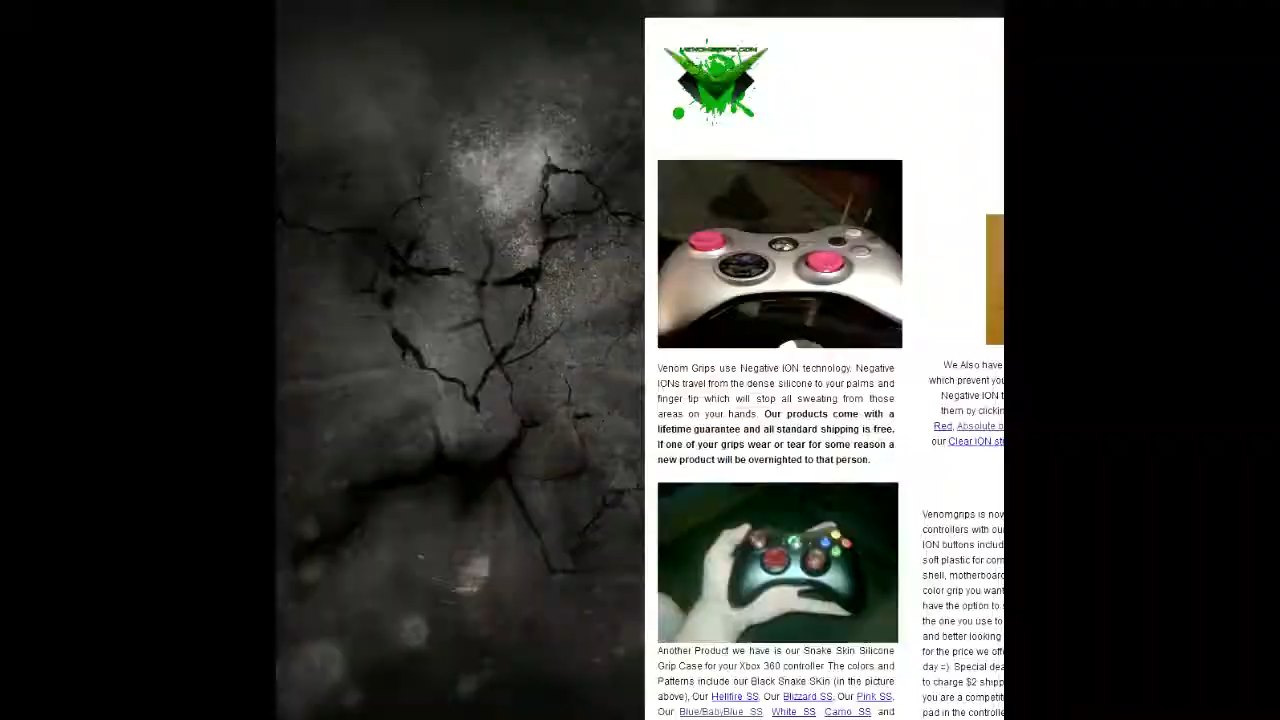 VENOMGRIPS.COM
Venom Grips use Negative iON technology. Negative
IONs travel from the dense silicone to your palms and
finger tip which will stop all sweating from those
areas on your hands. Our products come with a
lifetime guarantee and all standard shipping is free.
If one of your grips wear or tear for some reason a
new product will be overnighted to that person.
Another Product we have is our Snake Skin Silicone
Grip Case for your Xbox 360 controller. The colors and
Patterns include our Black Snake SKin (in the picture
above), Our Hellfire SS, Our Blizzard SS, Our Pink SS,
Our Blue/BabyBlue SS, White SS, Camo SS and
We Also have
which prevent you
Negative ION t
them by clickin
Red, Absolute o
our Clear ION sti
Venomgrips is now
controllers with our
ION buttons includ
soft plastic for com
shell, motherboard
color grip you want
have the option to s
the one you use to
and better looking
for the price we off
day =). Special dea
to charge $2 shipp
you are a competit
pad in the controlle